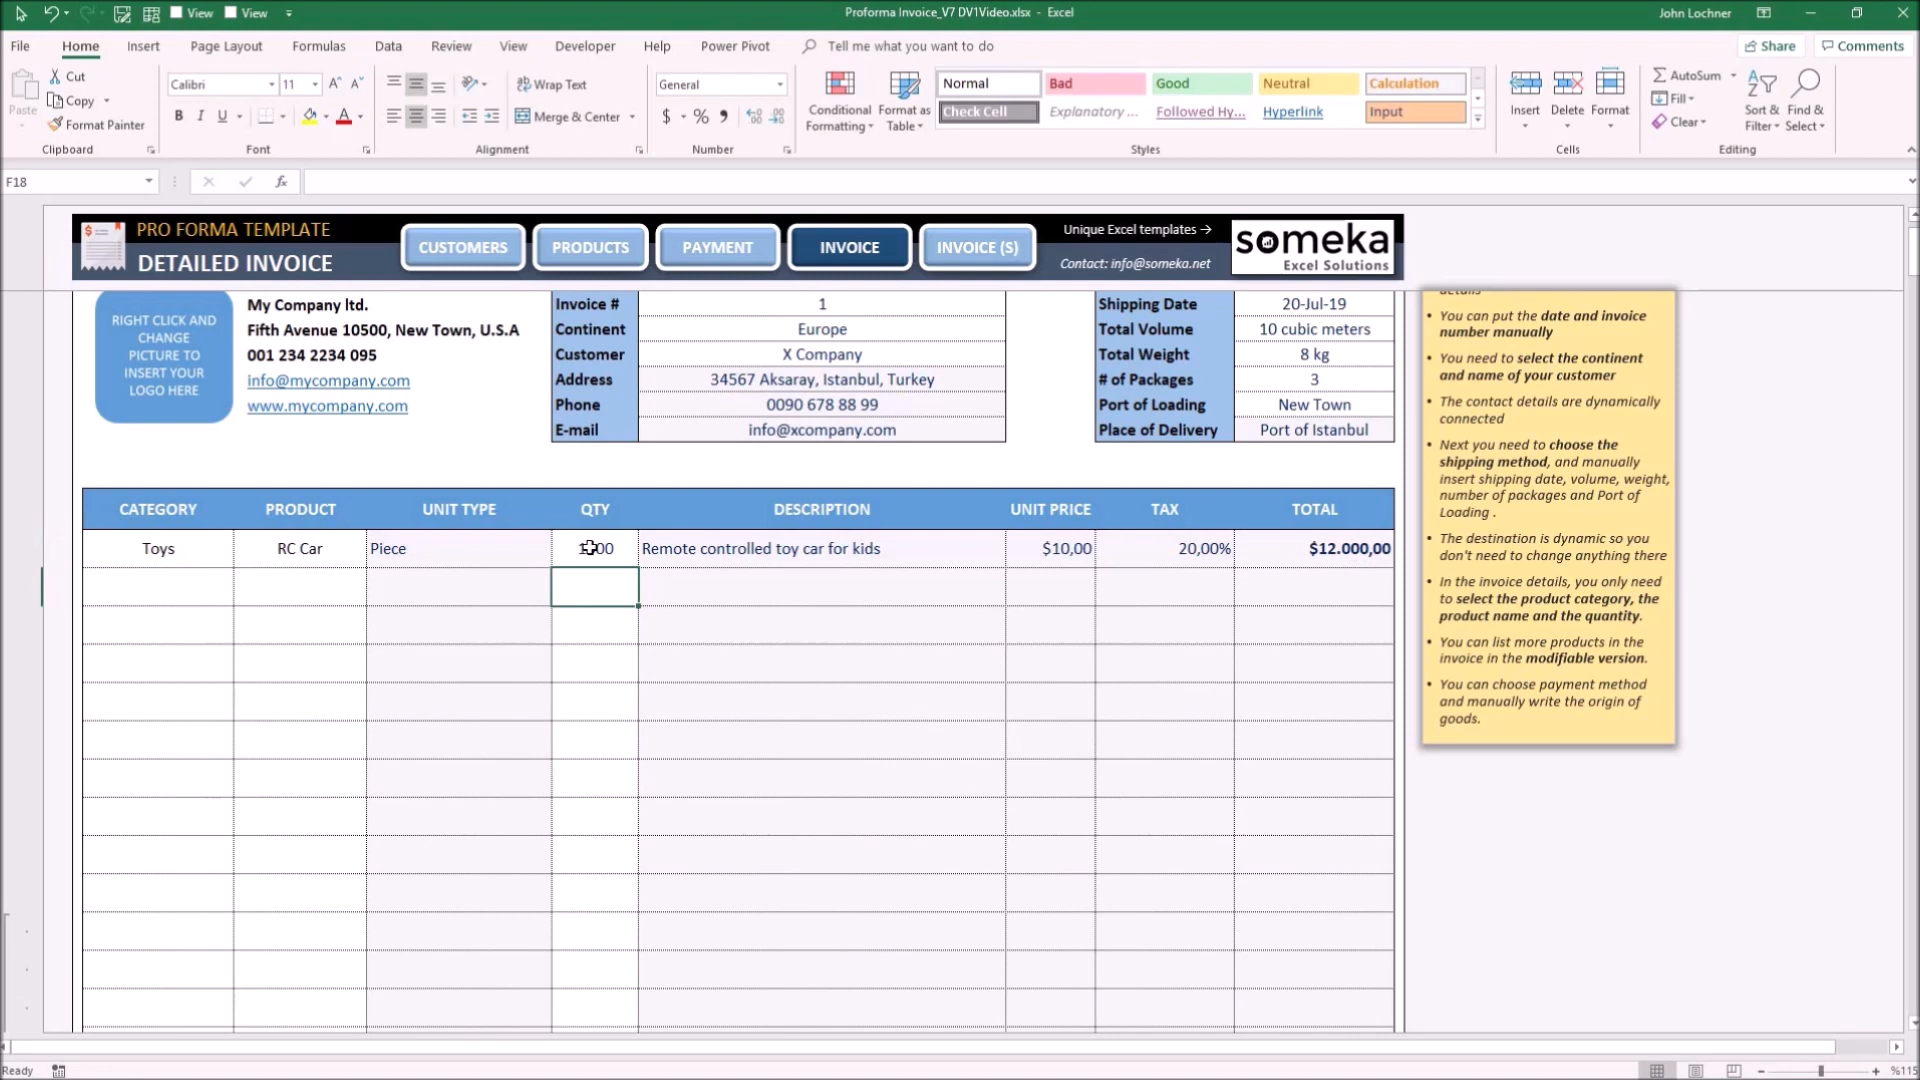 View View Proforma Invoice_V7 DV1Video.xlsx - Excel John Lochner
File Home Insert Page Layout Formulas Data Review View Developer Help Power Pivot Tell me what you want to do Share Comments
Paste Cut
Copy
Format Painter
Clipboard
Calibri 11
B I U
Font
Wrap Text
Merge & Center
Alignment
General
$ %
Number
Conditional Formatting
Format as Table
Normal Bad Good Neutral Calculation
Check Cell Explanatory ... Followed Hy... Hyperlink Input
Styles
Insert Delete Format
Cells
AutoSum
Fill
Clear
Sort & Filter
Find & Select
Editing
F18 fx
PRO FORMA TEMPLATE
DETAILED INVOICE
CUSTOMERS PRODUCTS PAYMENT INVOICE INVOICE (S)
Unique Excel templates →
Contact: info@someka.net
someka
Excel Solutions
RIGHT CLICK AND
CHANGE
PICTURE TO
INSERT YOUR
LOGO HERE
My Company ltd.
Fifth Avenue 10500, New Town, U.S.A
001 234 2234 095
info@mycompany.com
www.mycompany.com
Invoice # 1
Continent Europe
Customer X Company
Address 34567 Aksaray, Istanbul, Turkey
Phone 0090 678 88 99
E-mail info@xcompany.com
Shipping Date 20-Jul-19
Total Volume 10 cubic meters
Total Weight 8 kg
# of Packages 3
Port of Loading New Town
Place of Delivery Port of Istanbul
CATEGORY PRODUCT UNIT TYPE QTY DESCRIPTION UNIT PRICE TAX TOTAL
Toys RC Car Piece Remote controlled toy car for kids $10,00 20,00% $12.000,00
details
• You can put the date and invoice
number manually
• You need to select the continent
and name of your customer
• The contact details are dynamically
connected
• Next you need to choose the
shipping method, and manually
insert shipping date, volume, weight,
number of packages and Port of
Loading .
• The destination is dynamic so you
don't need to change anything there
• In the invoice details, you only need
to select the product category, the
product name and the quantity.
• You can list more products in the
invoice in the modifiable version.
• You can choose payment method
and manually write the origin of
goods.
Ready %115